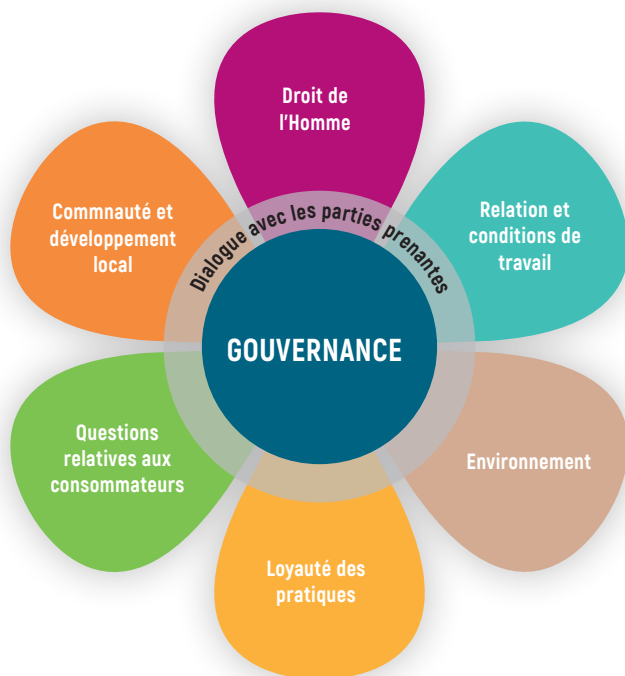 Droit de
l'Homme
Commnauté et
développement
local
Dialogue avec les parties prenantes
Relation et
conditions de
travail
GOUVERNANCE
Questions
relatives aux
consommateurs
Environnement
Loyauté des
pratiques